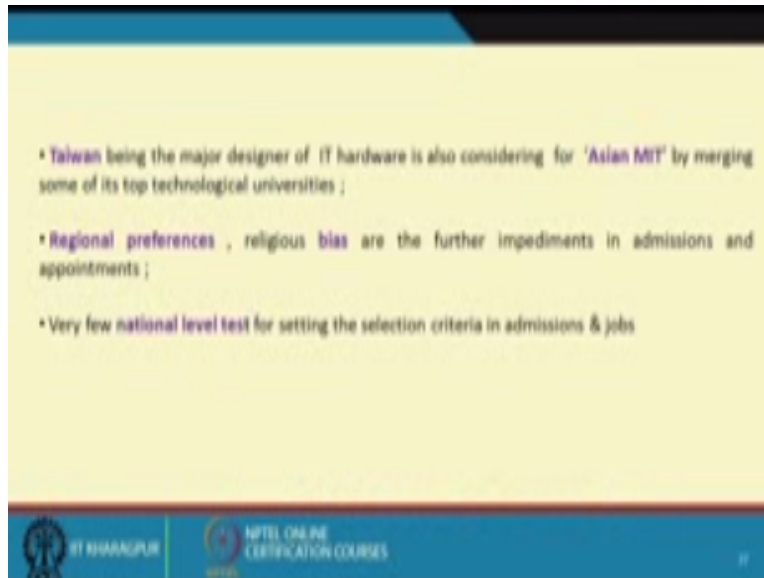 • Taiwan being the major designer of IT hardware is also considering for 'Asian MIT' by merging
some of its top technological universities ;
• Regional preferences , religious bias are the further impediments in admissions and
appointments ;
• Very few national level test for setting the selection criteria in admissions & jobs
IIT KHARAGPUR
NPTEL ONLINE
CERTIFICATION COURSES
NPTEL